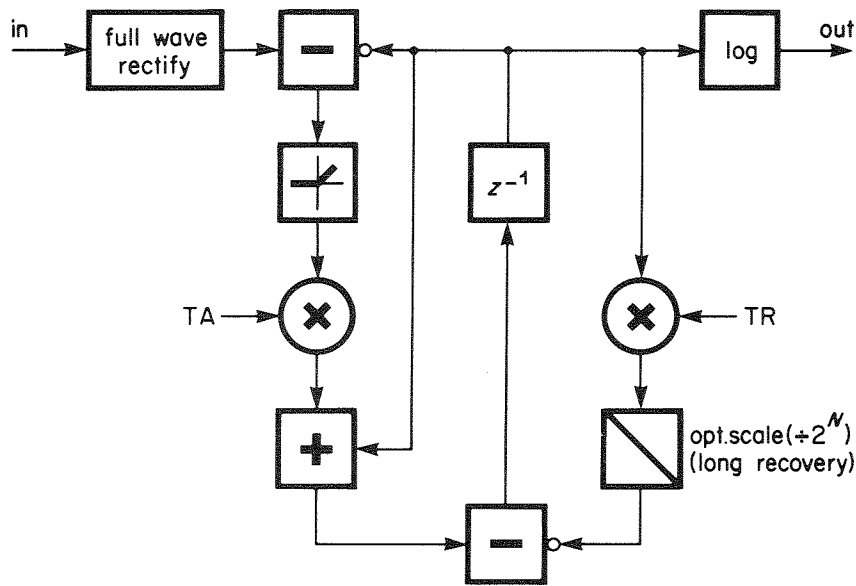 in
full wave
rectify
−
log
out
z⁻¹
TA
×
×
TR
+
opt.scale(÷2ᴺ)
(long recovery)
−